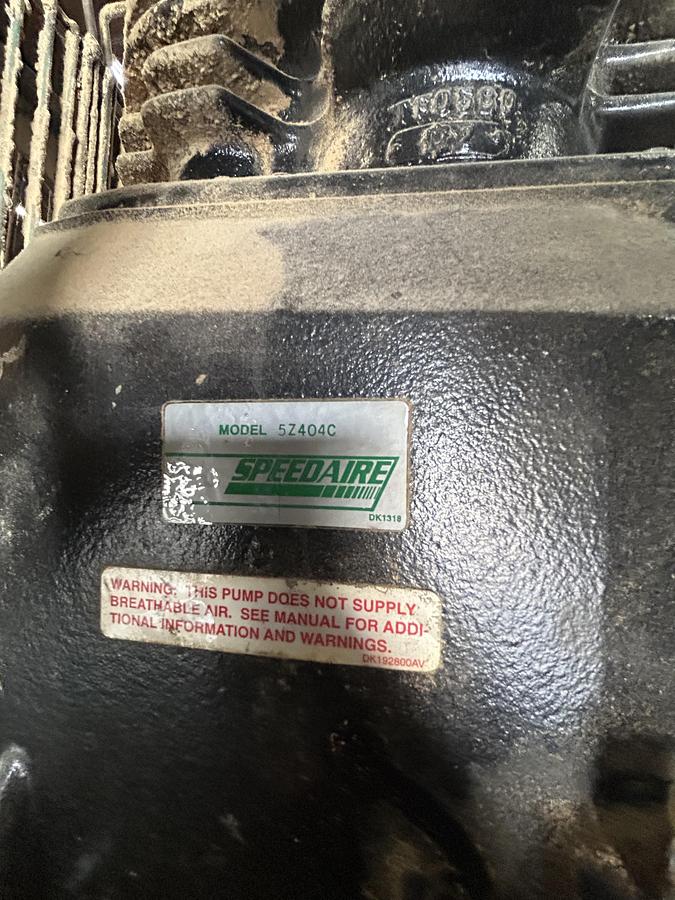 MODEL 5Z404C
SPEEDAIRE
DK1318
WARNING: THIS PUMP DOES NOT SUPPLY
BREATHABLE AIR. SEE MANUAL FOR ADDI-
TIONAL INFORMATION AND WARNINGS.
DK192800AV